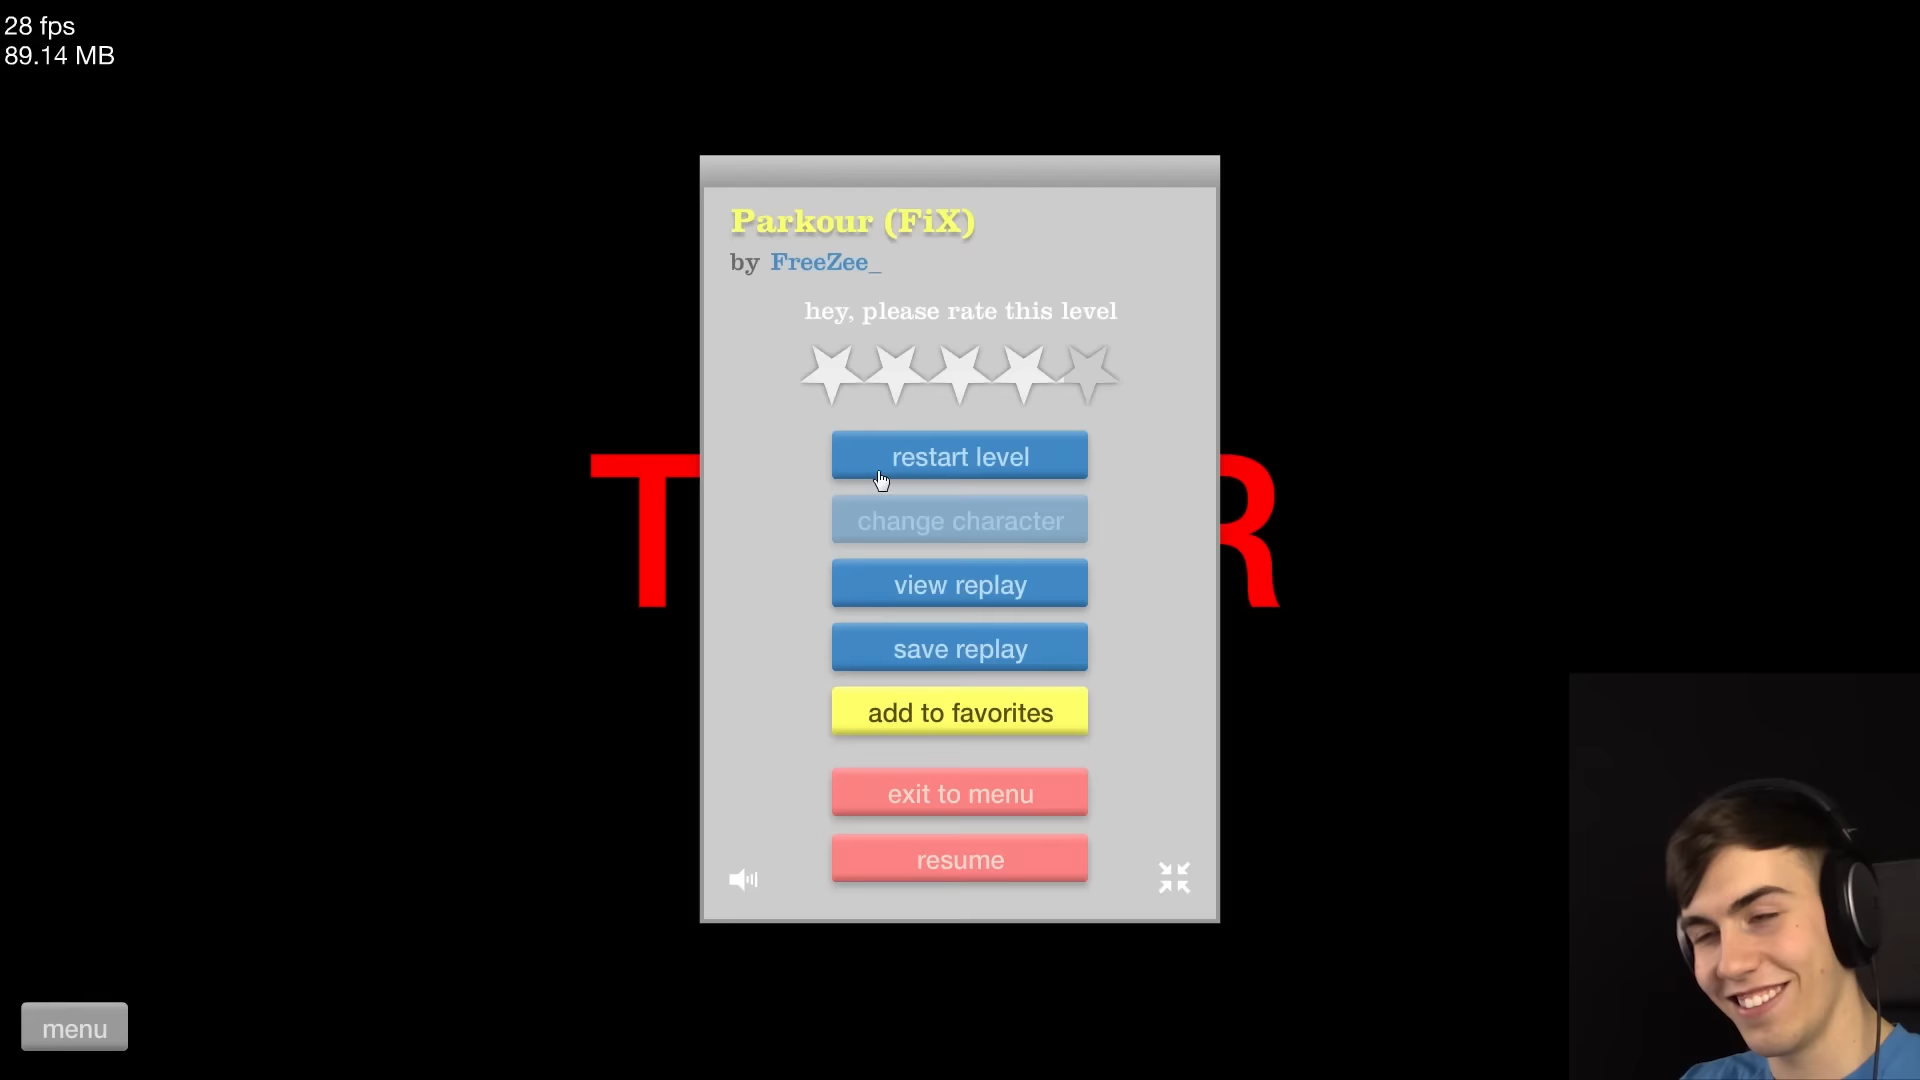 28 fps
89.14 MB
Parkour (FiX)
by FreeZee_
hey, please rate this level
restart level
change character
T R
view replay
save replay
add to favorites
exit to menu
resume
menu